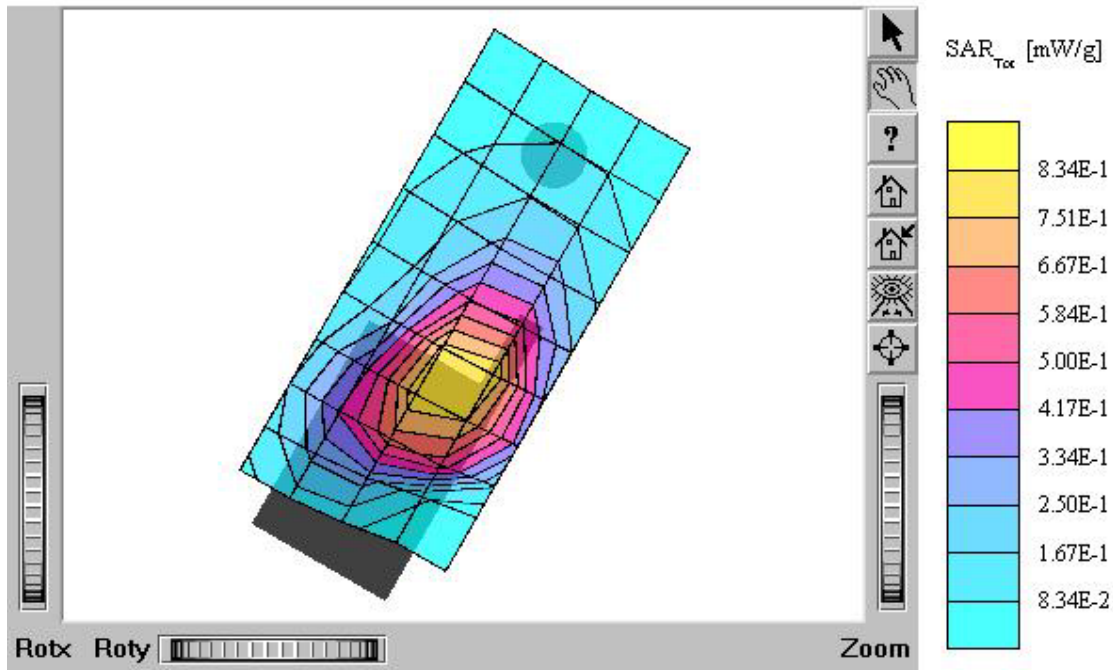 SAR_Tot [mW/g]
8.34E-1
7.51E-1
6.67E-1
5.84E-1
5.00E-1
4.17E-1
3.34E-1
2.50E-1
1.67E-1
8.34E-2
?
Rotx Roty Zoom